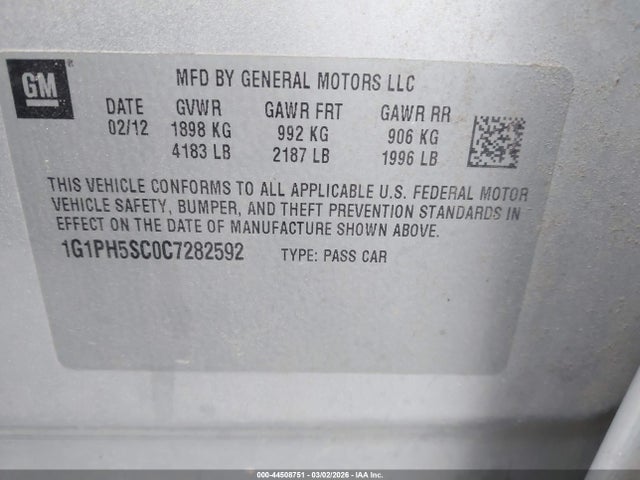 GM
®
MFD BY GENERAL MOTORS LLC
DATE GVWR GAWR FRT GAWR RR
02/12 1898 KG 992 KG 906 KG
4183 LB 2187 LB 1996 LB
THIS VEHICLE CONFORMS TO ALL APPLICABLE U.S. FEDERAL MOTOR
VEHICLE SAFETY, BUMPER, AND THEFT PREVENTION STANDARDS IN
EFFECT ON THE DATE OF MANUFACTURE SHOWN ABOVE.
1G1PH5SC0C7282592 TYPE: PASS CAR
000-44508751 - 03/02/2026 - IAA Inc.